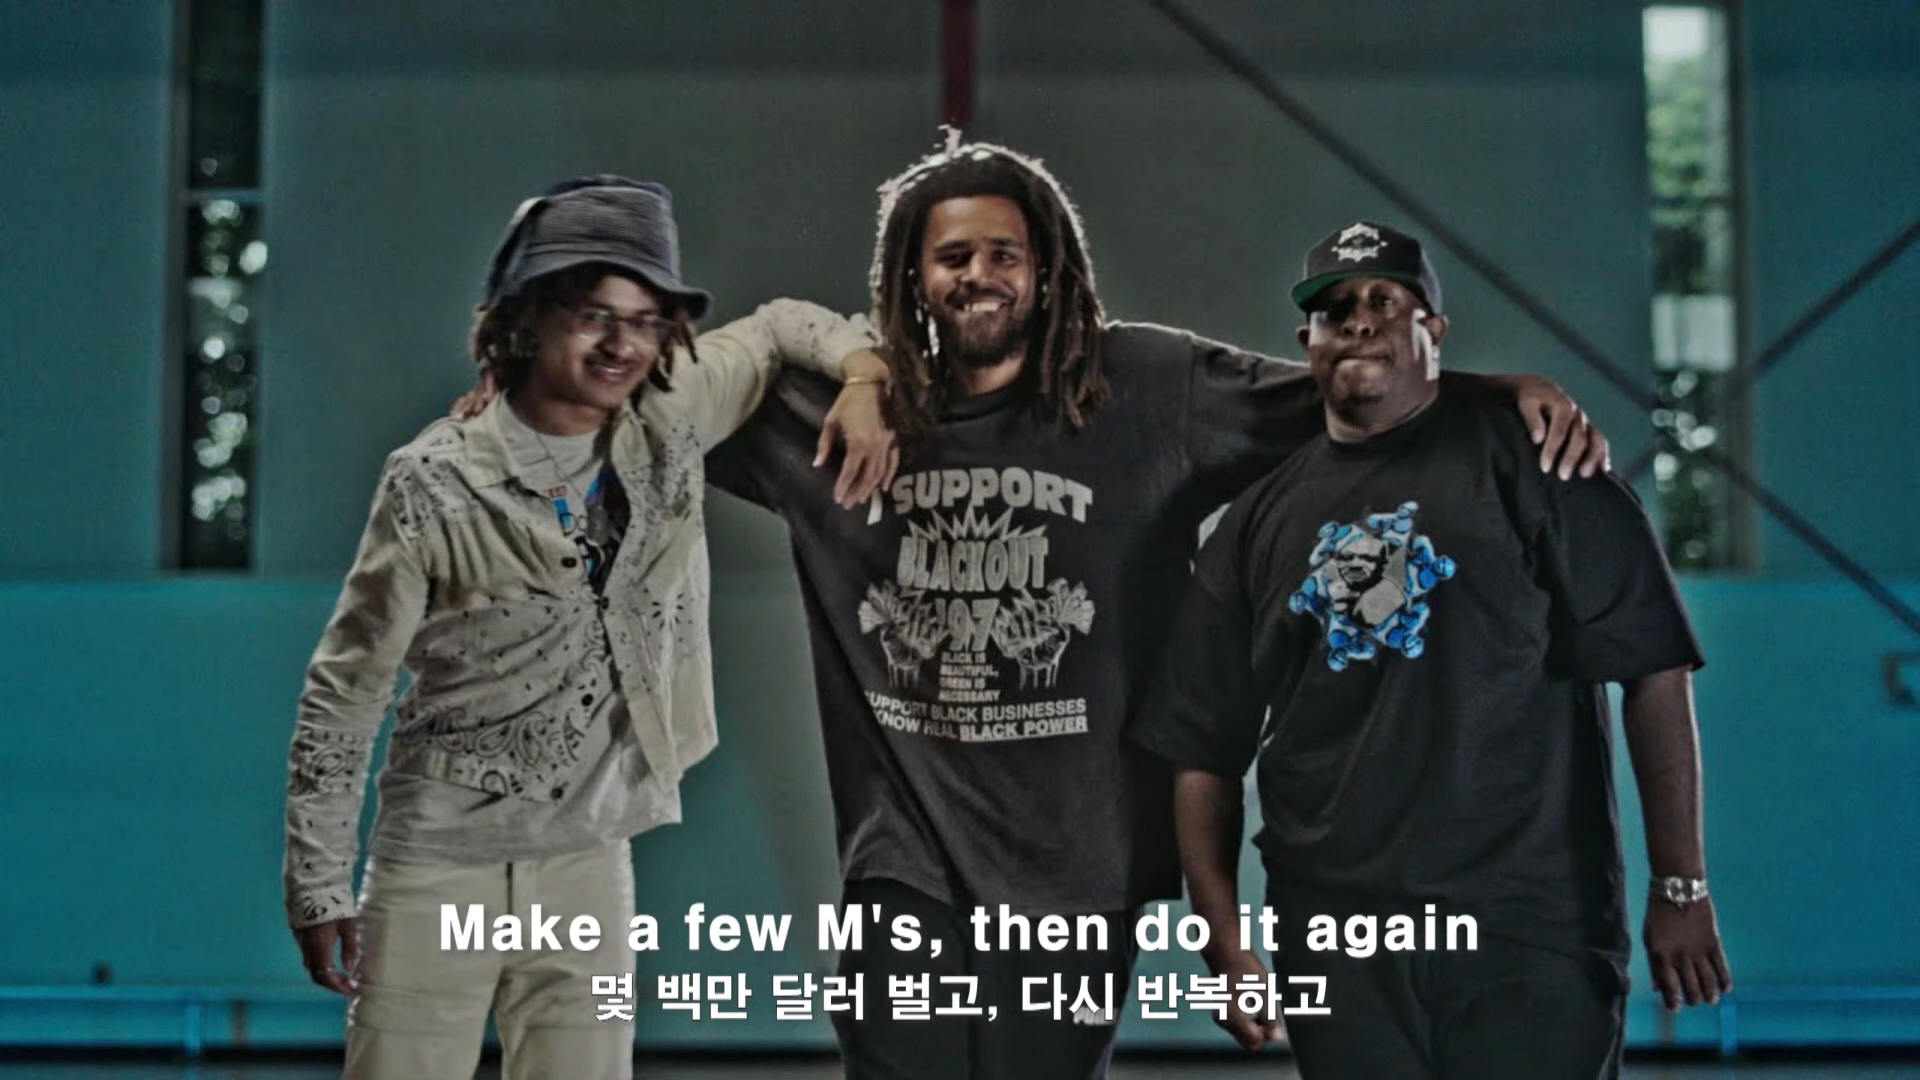 I SUPPORT
BLACKOUT
'97
BLACK IS
BEAUTIFUL,
GREEN IS
NECESSARY
SUPPORT BLACK BUSINESSES
KNOW REAL BLACK POWER
Make a few M's, then do it again
몇 백만 달러 벌고, 다시 반복하고